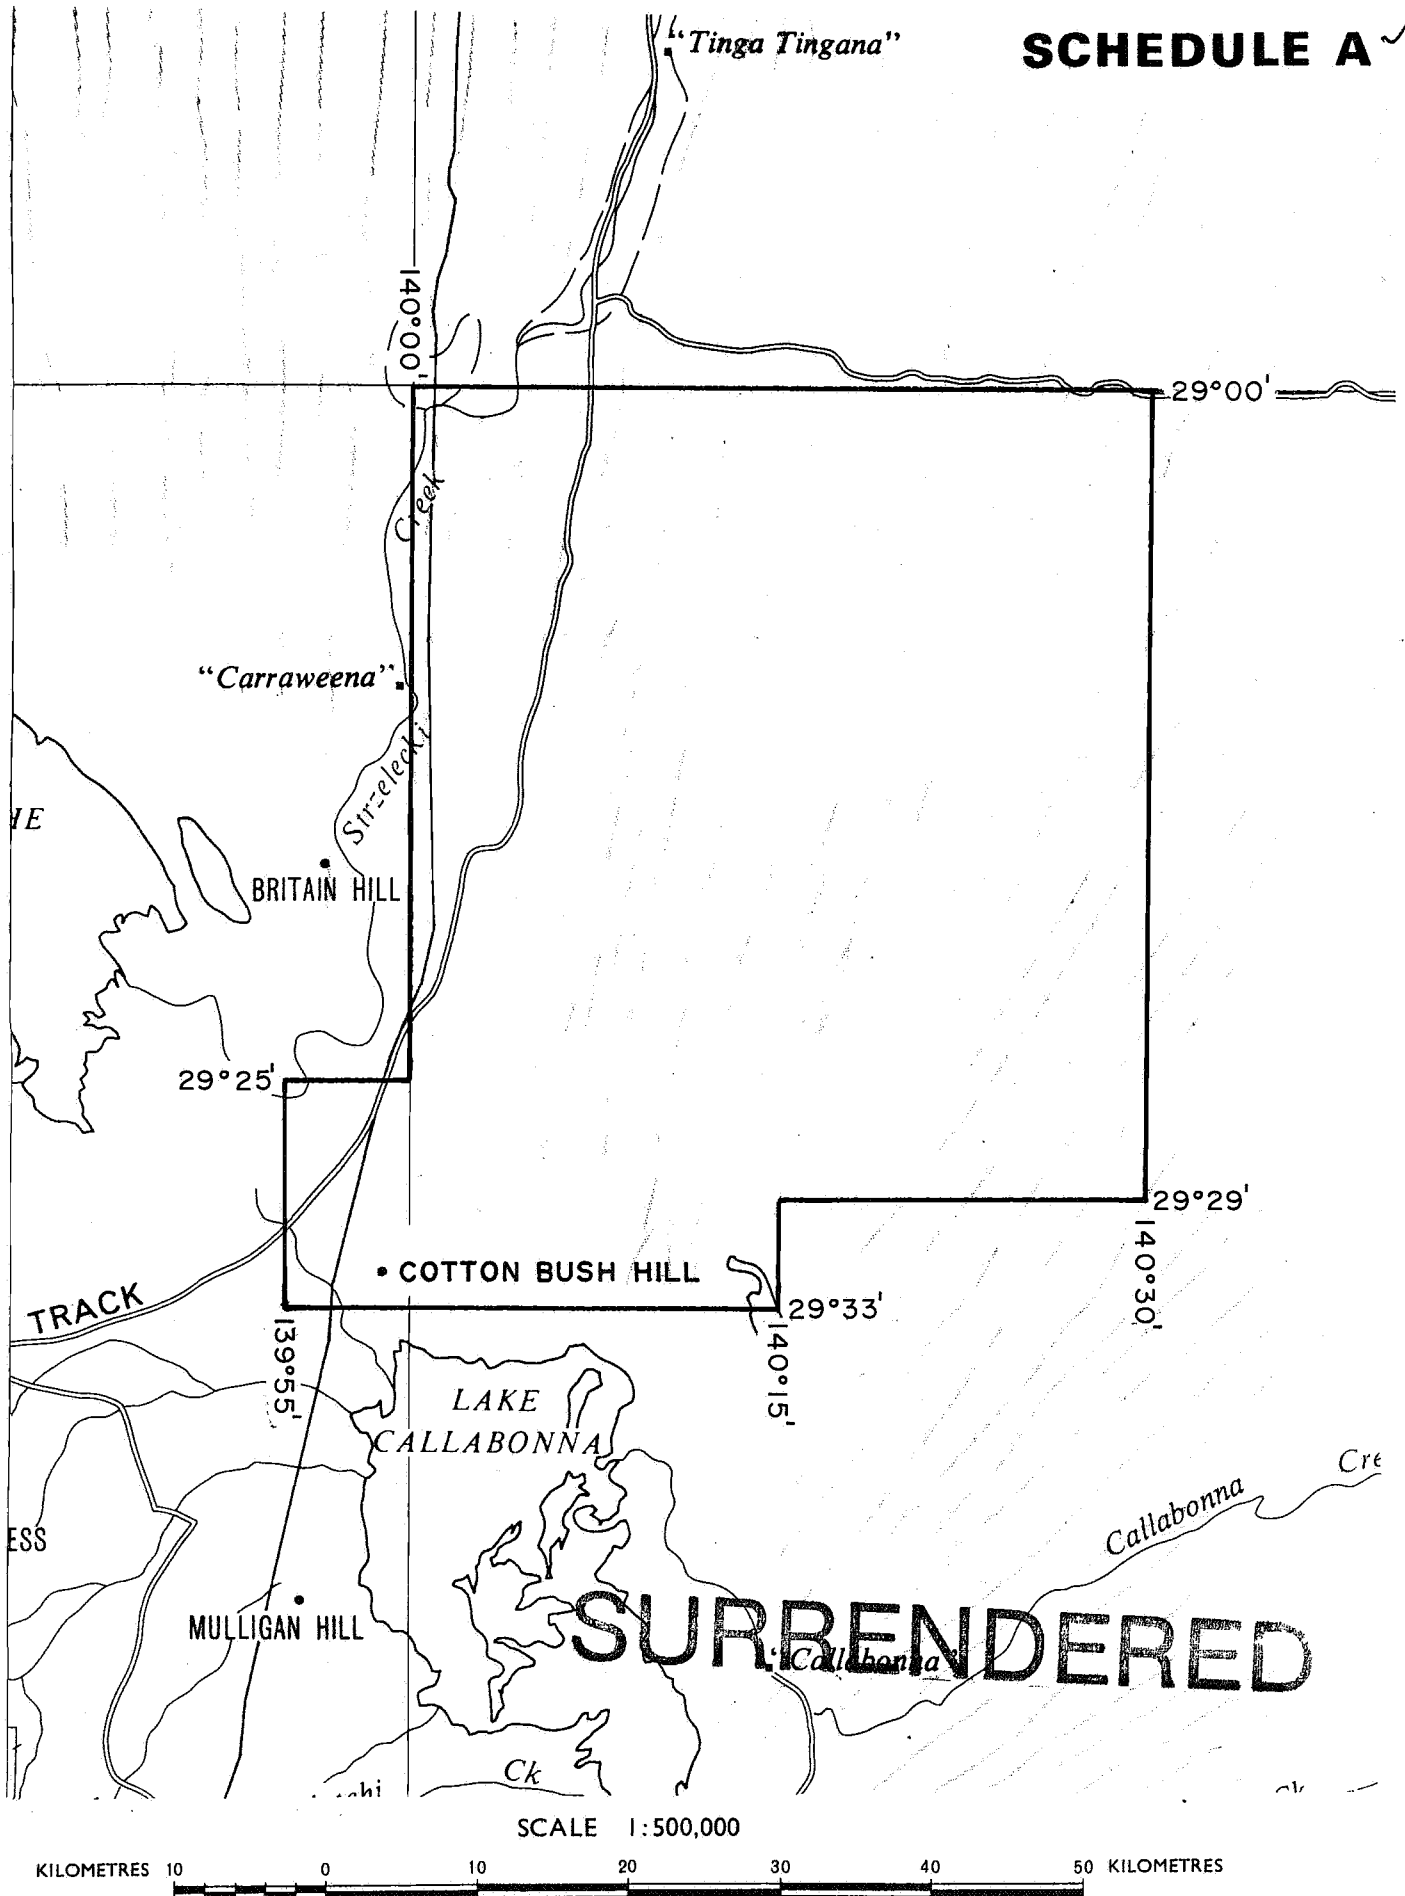 "Tinga Tingana"
SCHEDULE A
140°00'
29°00'
Creek
"Carraweena"
Strzelecki
BRITAIN HILL
29°25'
29°29'
140°30'
COTTON BUSH HILL
TRACK
29°33'
139°55'
140°15'
LAKE
CALLABONNA
Cre
Callabonna
ESS
MULLIGAN HILL
SURRENDERED
"Callabonna"
Ck
SCALE 1:500,000
KILOMETRES 10 0 10 20 30 40 50 KILOMETRES